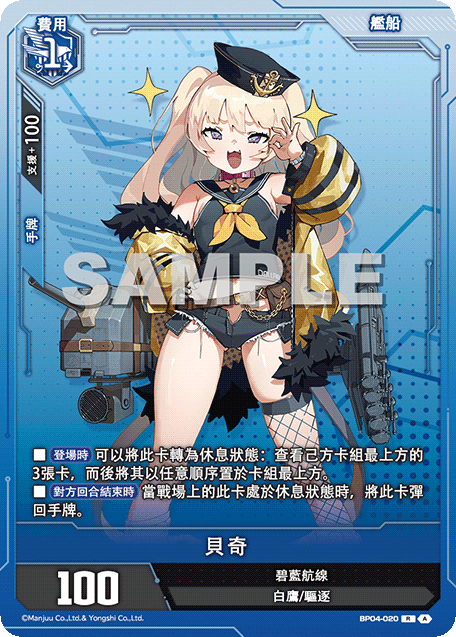 費用
1
艦船
支援+100
手牌
SAMPLE
■ 登場時 可以將此卡轉為休息狀態：查看己方卡組最上方的
3張卡，而後將其以任意順序置於卡組最上方。
■ 對方回合結束時 當戰場上的此卡處於休息狀態時，將此卡彈
回手牌。
貝奇
100
碧藍航線
白鷹/驅逐
©Manjuu Co.,Ltd.& Yongshi Co.,Ltd.
BP04-020 R A